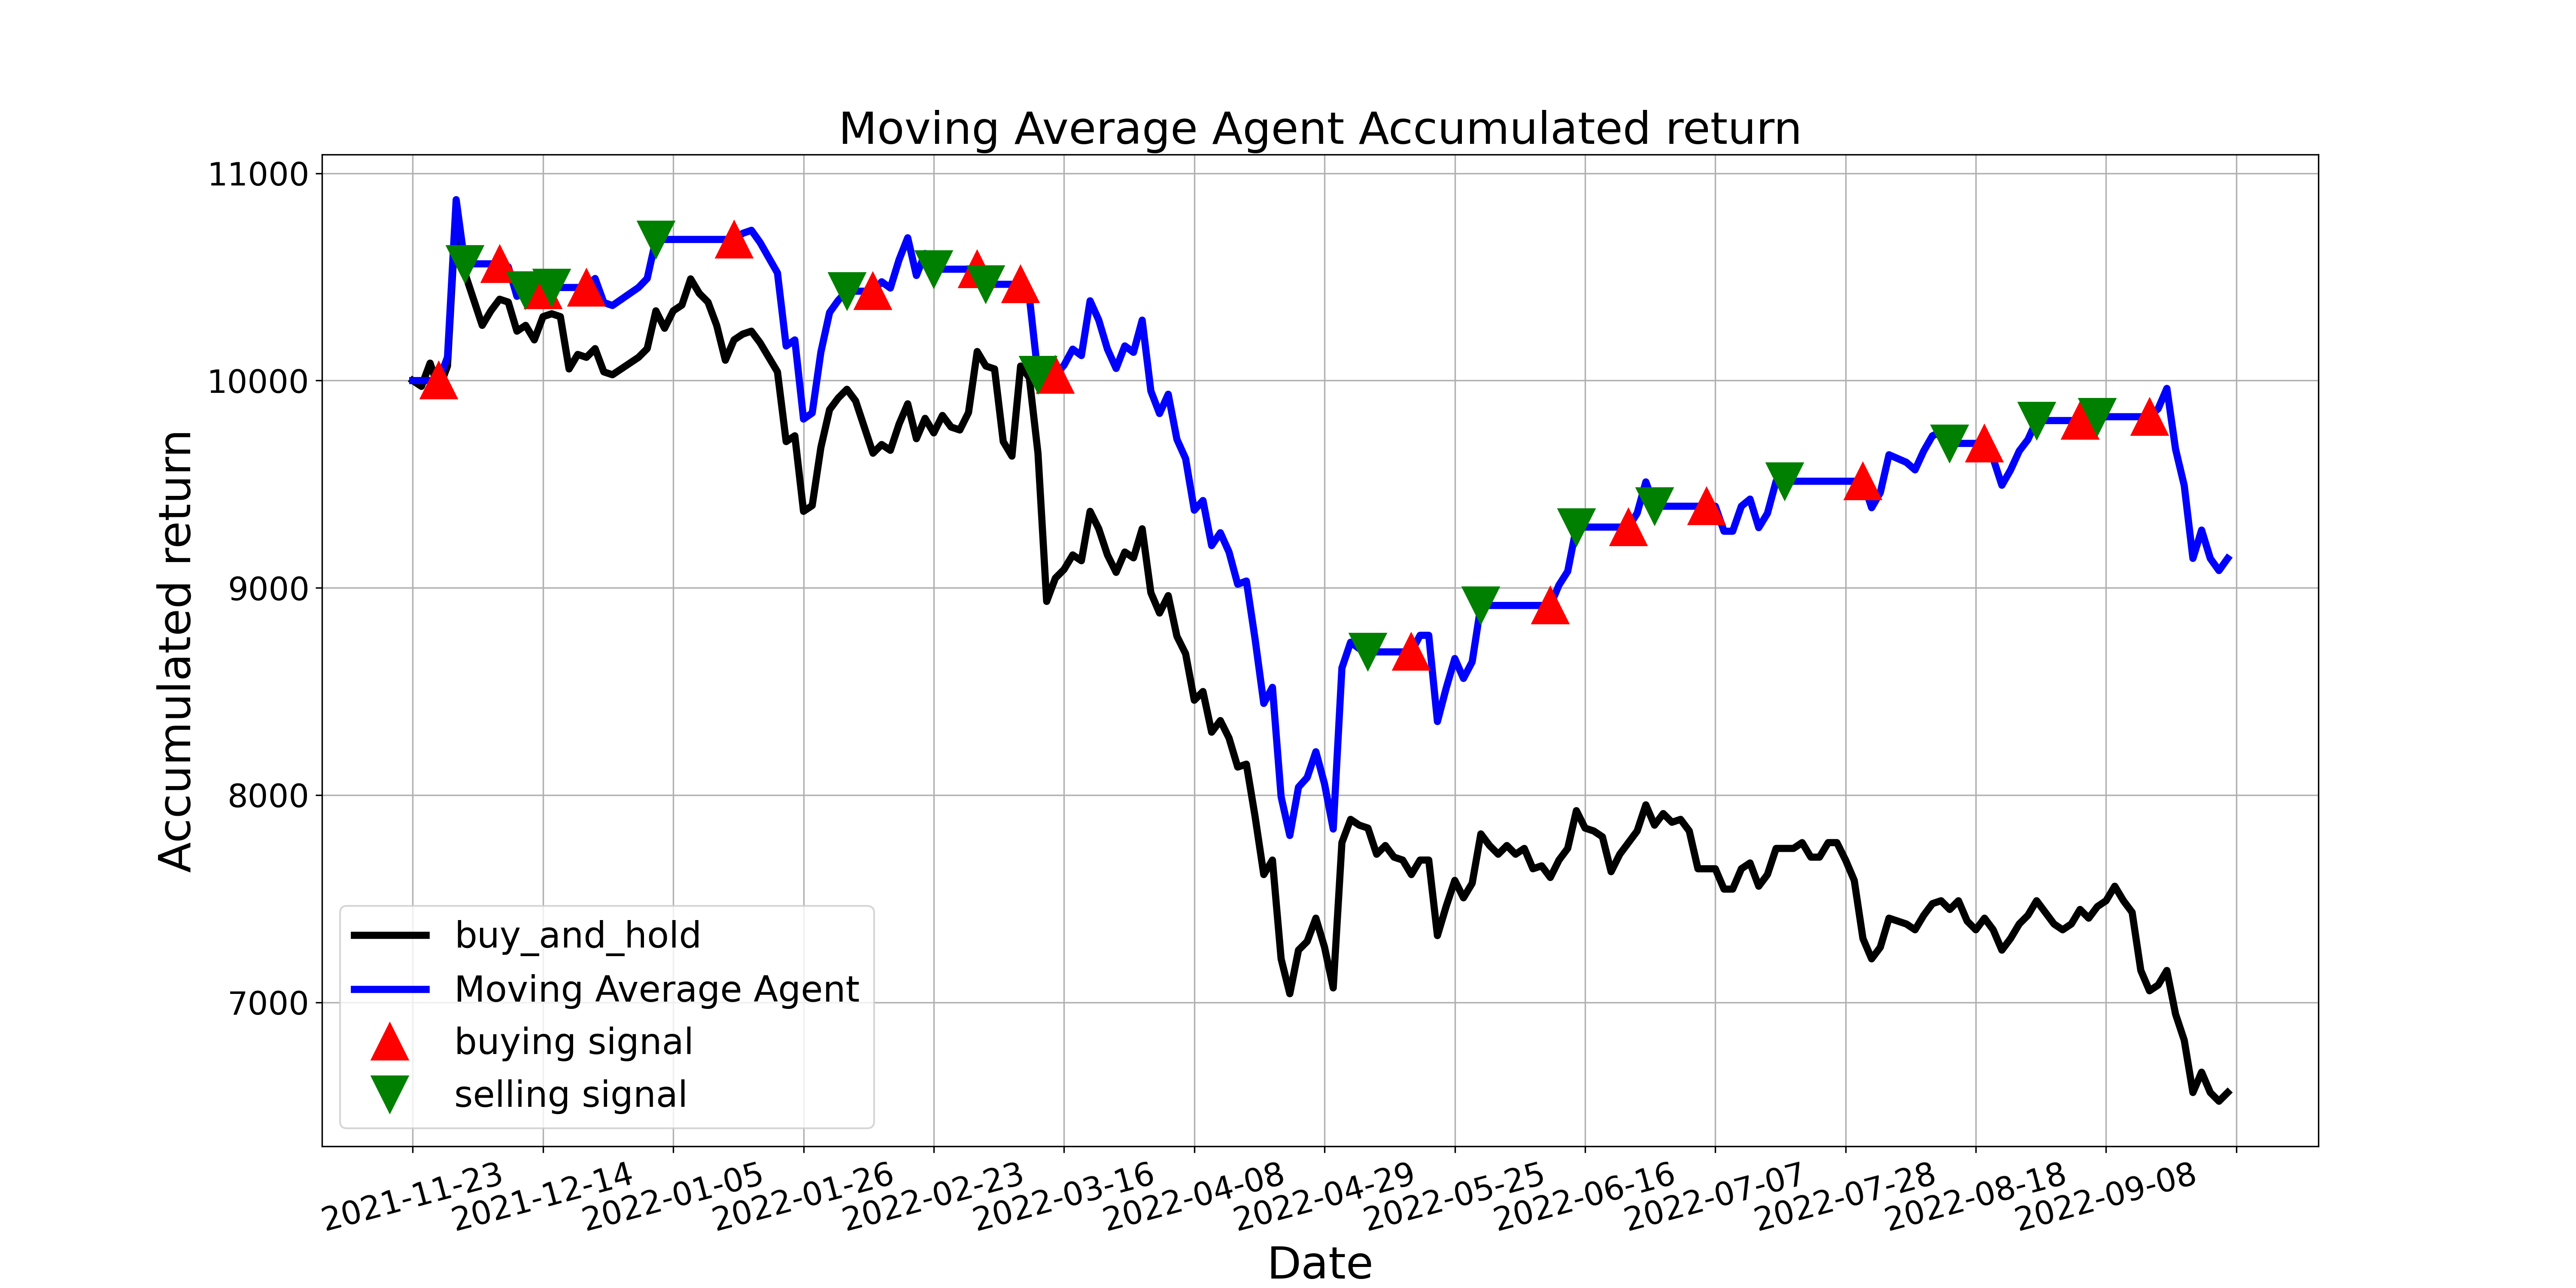 Moving Average Agent Accumulated return
Accumulated return
11000
10000
9000
8000
7000
buy_and_hold
Moving Average Agent
buying signal
selling signal
2021-11-23
2021-12-14
2022-01-05
2022-01-26
2022-02-23
2022-03-16
2022-04-08
2022-04-29
2022-05-25
2022-06-16
2022-07-07
2022-07-28
2022-08-18
2022-09-08
Date